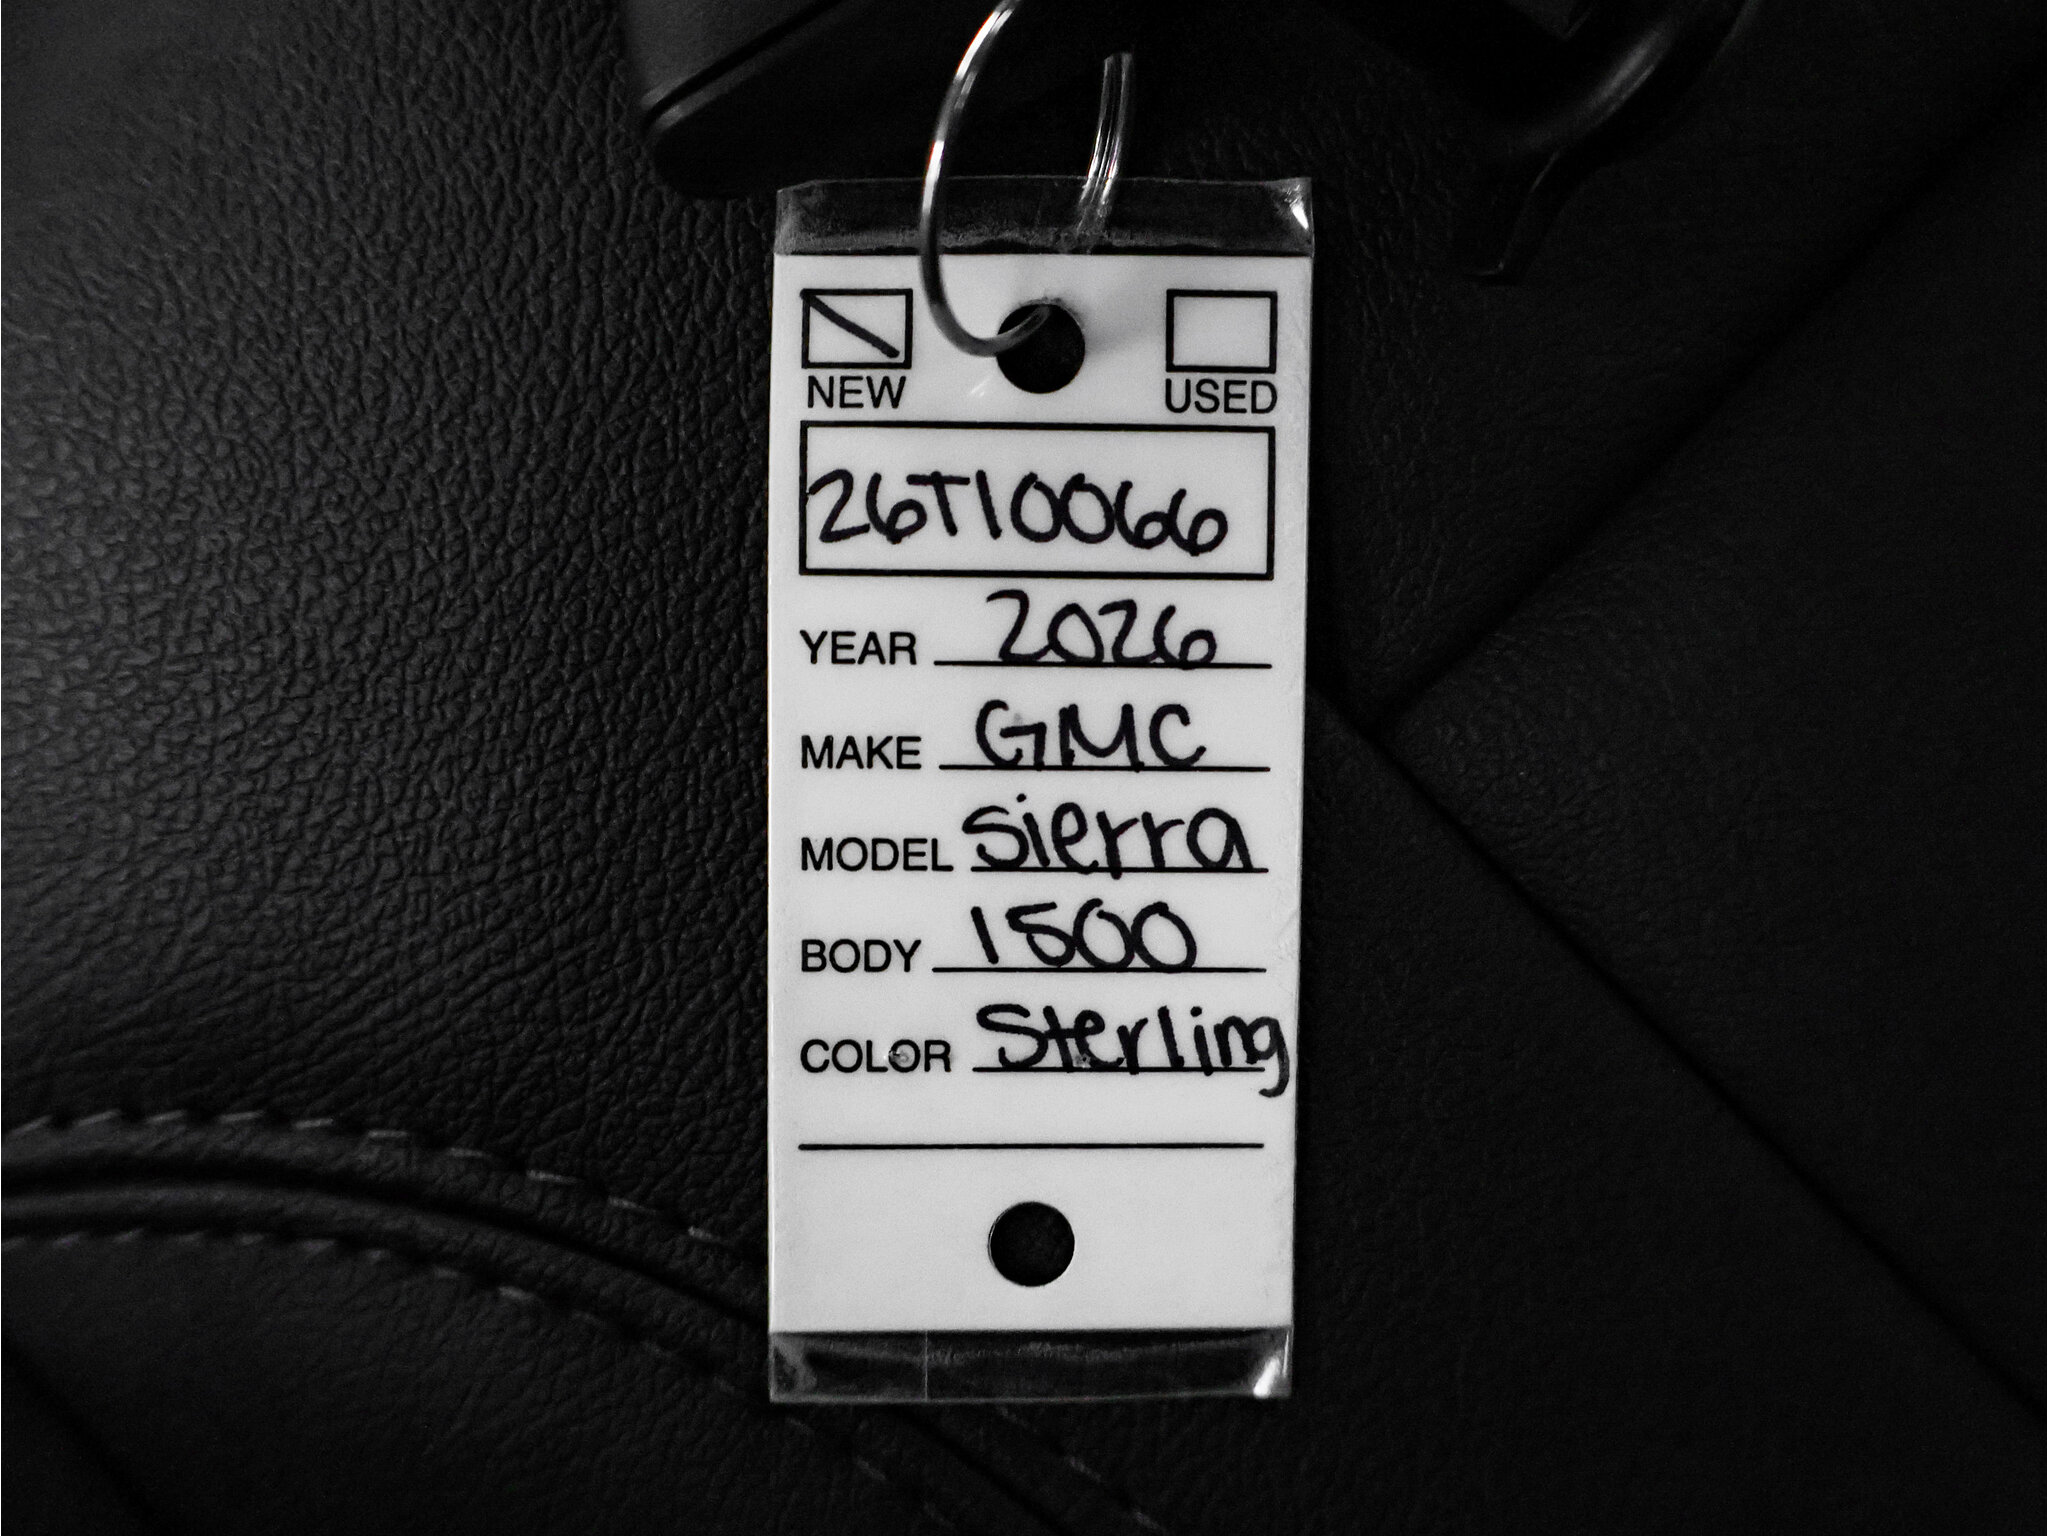 NEW USED
26T10066
YEAR 2026
MAKE GMC
MODEL Sierra
BODY 1500
COLOR Sterling